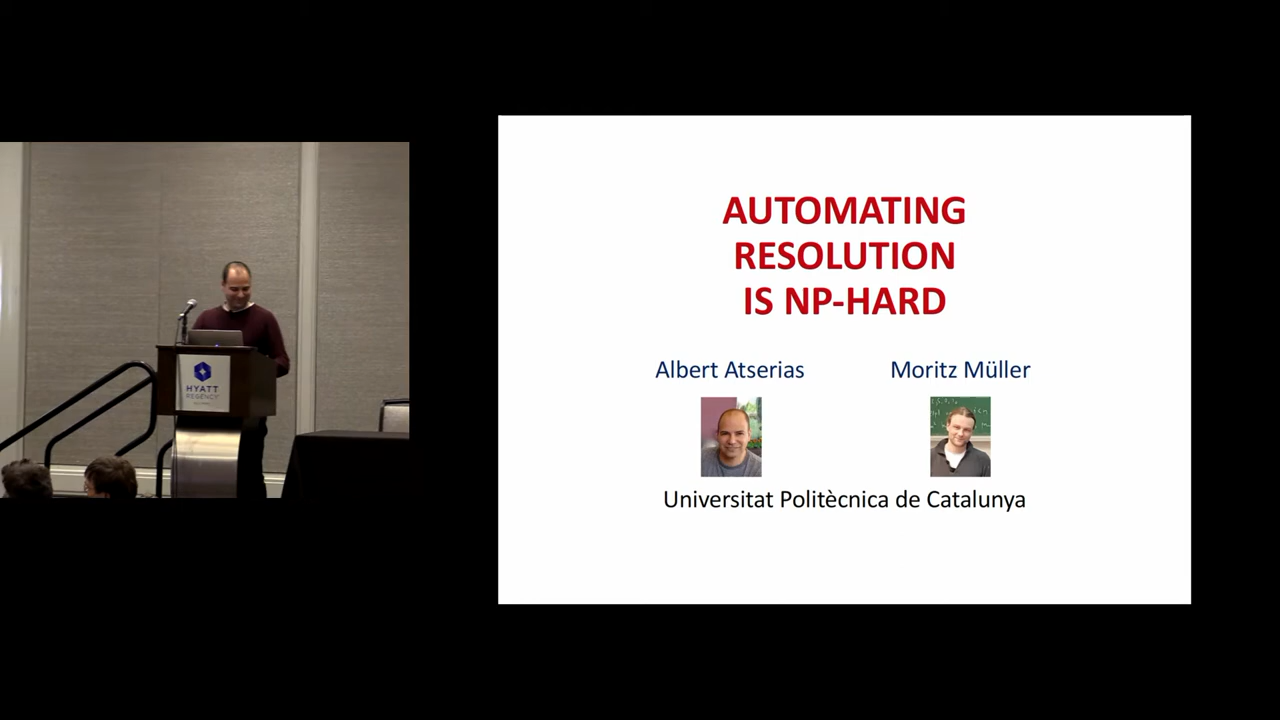 HYATT
REGENCY
AUTOMATING
RESOLUTION
IS NP-HARD
Albert Atserias
Moritz Müller
Universitat Politècnica de Catalunya